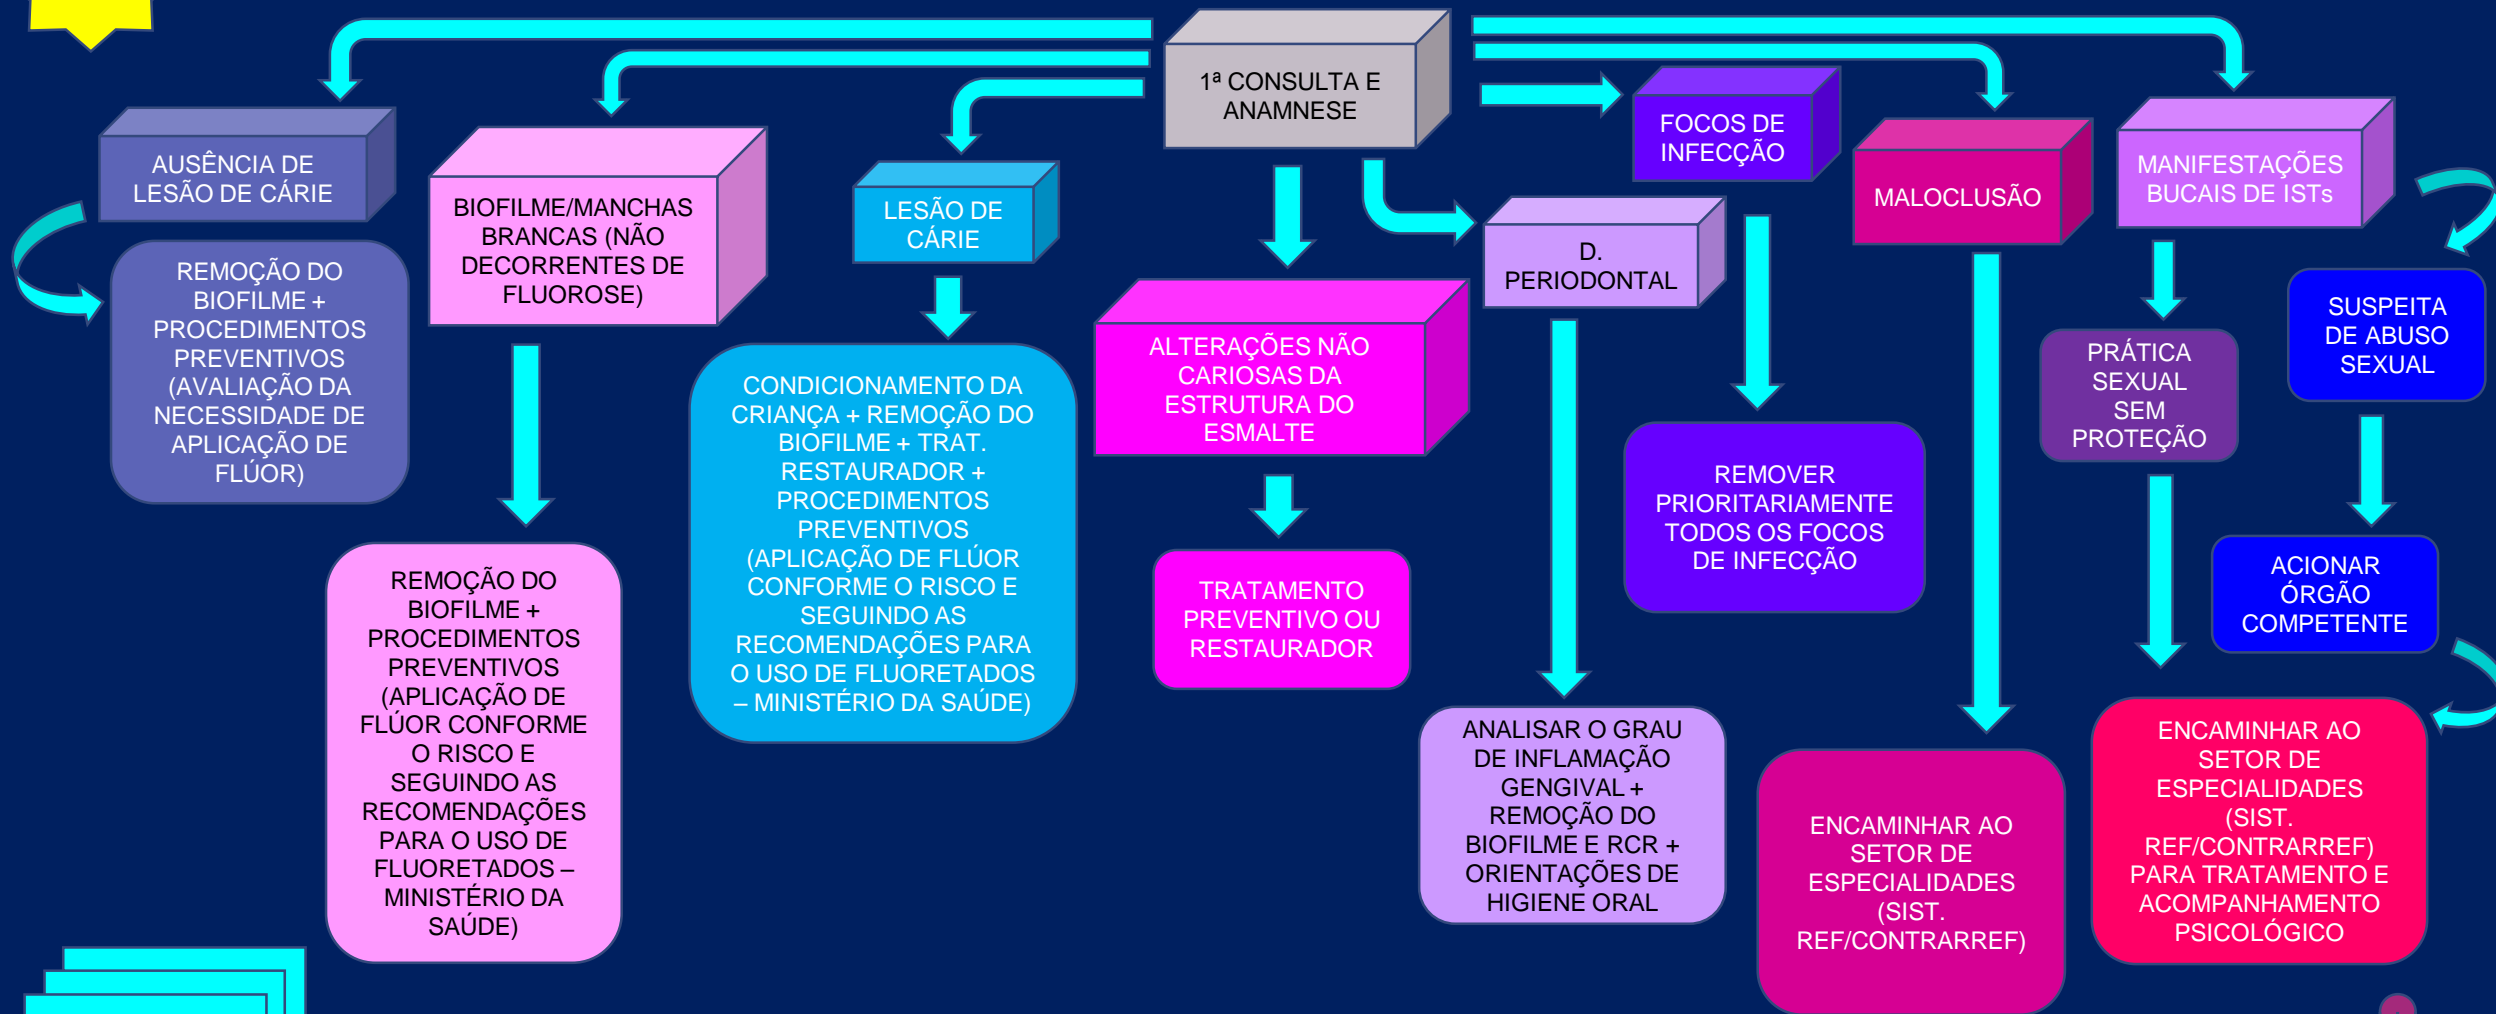 1ª CONSULTA E
ANAMNESE
AUSÊNCIA DE
LESÃO DE CÁRIE
REMOÇÃO DO
BIOFILME +
PROCEDIMENTOS
PREVENTIVOS
(AVALIAÇÃO DA
NECESSIDADE DE
APLICAÇÃO DE
FLÚOR)
BIOFILME/MANCHAS
BRANCAS (NÃO
DECORRENTES DE
FLUOROSE)
REMOÇÃO DO
BIOFILME +
PROCEDIMENTOS
PREVENTIVOS
(APLICAÇÃO DE
FLÚOR CONFORME
O RISCO E
SEGUINDO AS
RECOMENDAÇÕES
PARA O USO DE
FLUORETADOS –
MINISTÉRIO DA
SAÚDE)
LESÃO DE
CÁRIE
CONDICIONAMENTO DA
CRIANÇA + REMOÇÃO DO
BIOFILME + TRAT.
RESTAURADOR +
PROCEDIMENTOS
PREVENTIVOS
(APLICAÇÃO DE FLÚOR
CONFORME O RISCO E
SEGUINDO AS
RECOMENDAÇÕES PARA
O USO DE FLUORETADOS
– MINISTÉRIO DA SAÚDE)
ALTERAÇÕES NÃO
CARIOSAS DA
ESTRUTURA DO
ESMALTE
TRATAMENTO
PREVENTIVO OU
RESTAURADOR
D.
PERIODONTAL
ANALISAR O GRAU
DE INFLAMAÇÃO
GENGIVAL +
REMOÇÃO DO
BIOFILME E RCR +
ORIENTAÇÕES DE
HIGIENE ORAL
FOCOS DE
INFECÇÃO
REMOVER
PRIORITARIAMENTE
TODOS OS FOCOS
DE INFECÇÃO
MALOCLUSÃO
ENCAMINHAR AO
SETOR DE
ESPECIALIDADES
(SIST.
REF/CONTRARREF)
MANIFESTAÇÕES
BUCAIS DE ISTs
PRÁTICA
SEXUAL
SEM
PROTEÇÃO
SUSPEITA
DE ABUSO
SEXUAL
ACIONAR
ÓRGÃO
COMPETENTE
ENCAMINHAR AO
SETOR DE
ESPECIALIDADES
(SIST.
REF/CONTRARREF)
PARA TRATAMENTO E
ACOMPANHAMENTO
PSICOLÓGICO